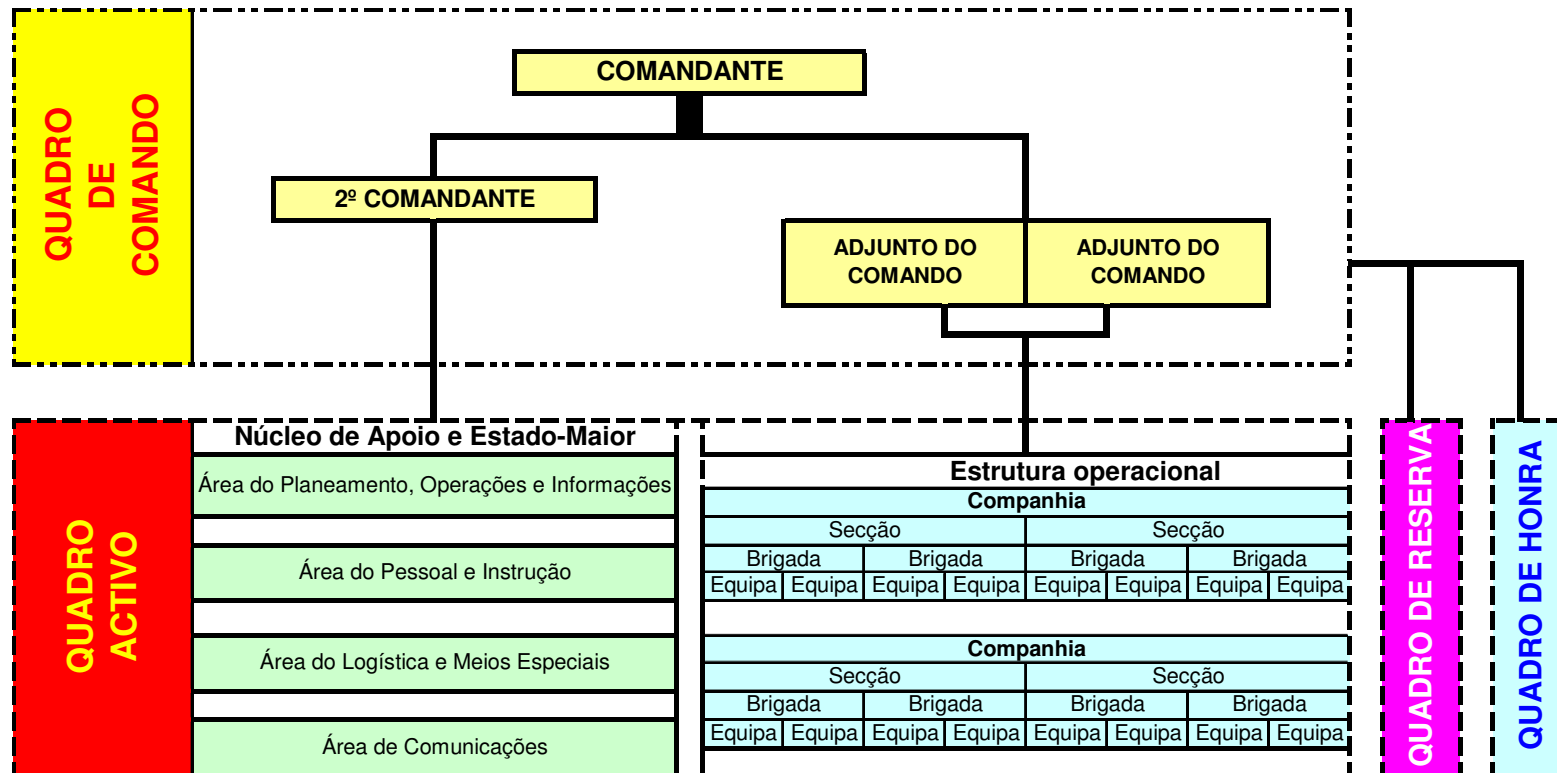 QUADRO
DE
COMANDO
COMANDANTE
2º COMANDANTE
ADJUNTO DO
COMANDO
ADJUNTO DO
COMANDO
QUADRO
ACTIVO
Núcleo de Apoio e Estado-Maior
Área do Planeamento, Operações e Informações
Área do Pessoal e Instrução
Área do Logística e Meios Especiais
Área de Comunicações
Estrutura operacional
Companhia
Secção Secção
Brigada Brigada Brigada Brigada
Equipa Equipa Equipa Equipa Equipa Equipa Equipa Equipa
Companhia
Secção Secção
Brigada Brigada Brigada Brigada
Equipa Equipa Equipa Equipa Equipa Equipa Equipa Equipa
QUADRO DE RESERVA
QUADRO DE HONRA